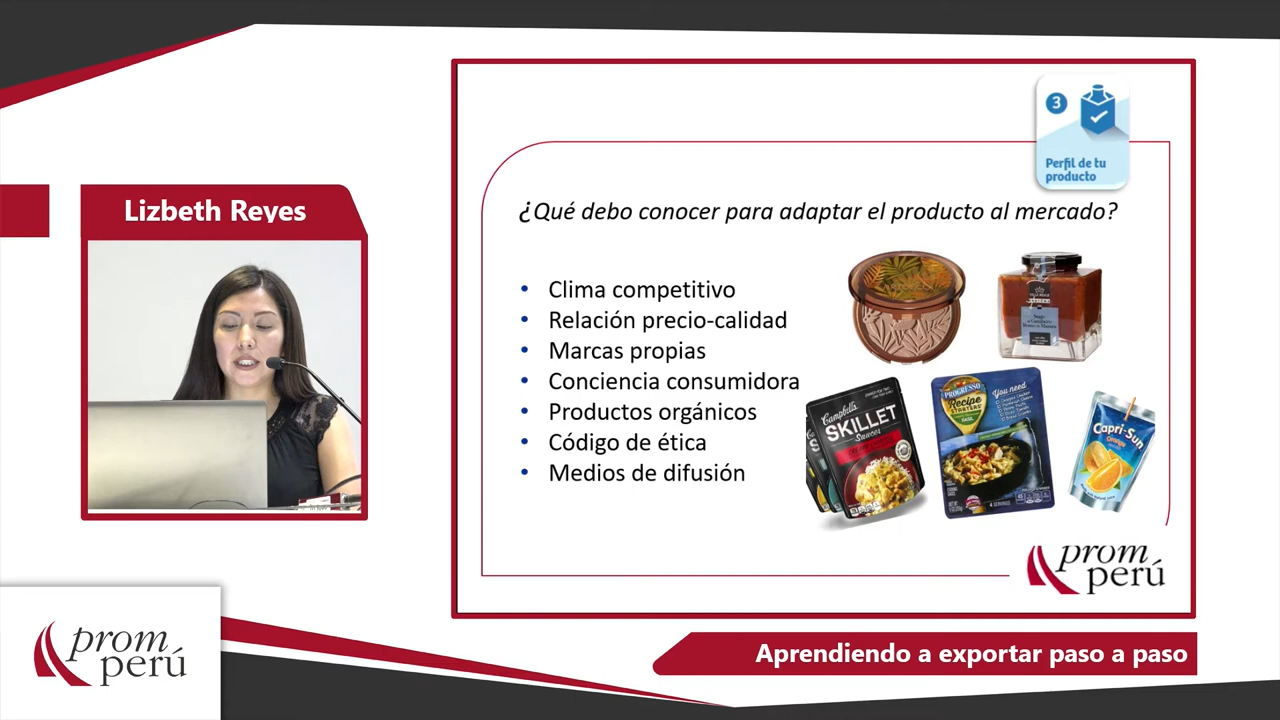 Lizbeth Reyes
3
Perfil de tu
producto
¿Qué debo conocer para adaptar el producto al mercado?
• Clima competitivo
• Relación precio-calidad
• Marcas propias
• Conciencia consumidora
• Productos orgánicos
• Código de ética
• Medios de difusión
Campbell's
SKILLET
Sauces
PROGRESSO
Recipe
STARTERS
You need
Capri-Sun
Orange
prom
perú
prom
perú
Aprendiendo a exportar paso a paso